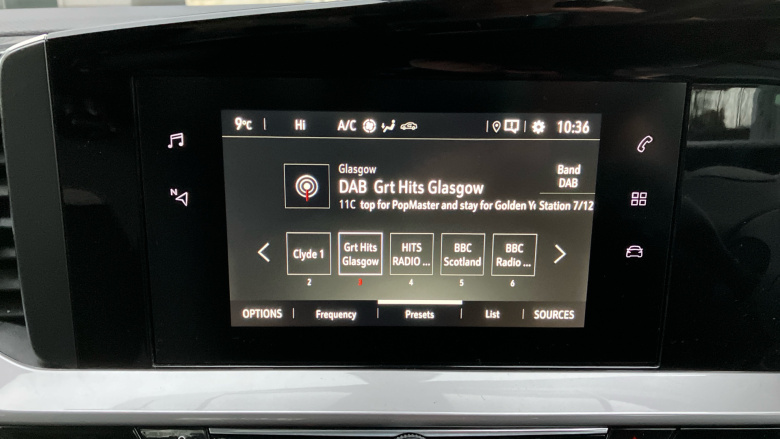 9°C Hi A/C 10:36
N
Glasgow
DAB Grt Hits Glasgow
Band
DAB
11C top for PopMaster and stay for Golden Ye Station 7/12
Clyde 1
Grt Hits
Glasgow
HITS
RADIO ...
BBC
Scotland
BBC
Radio ...
2 4 5 6
OPTIONS Frequency Presets List SOURCES